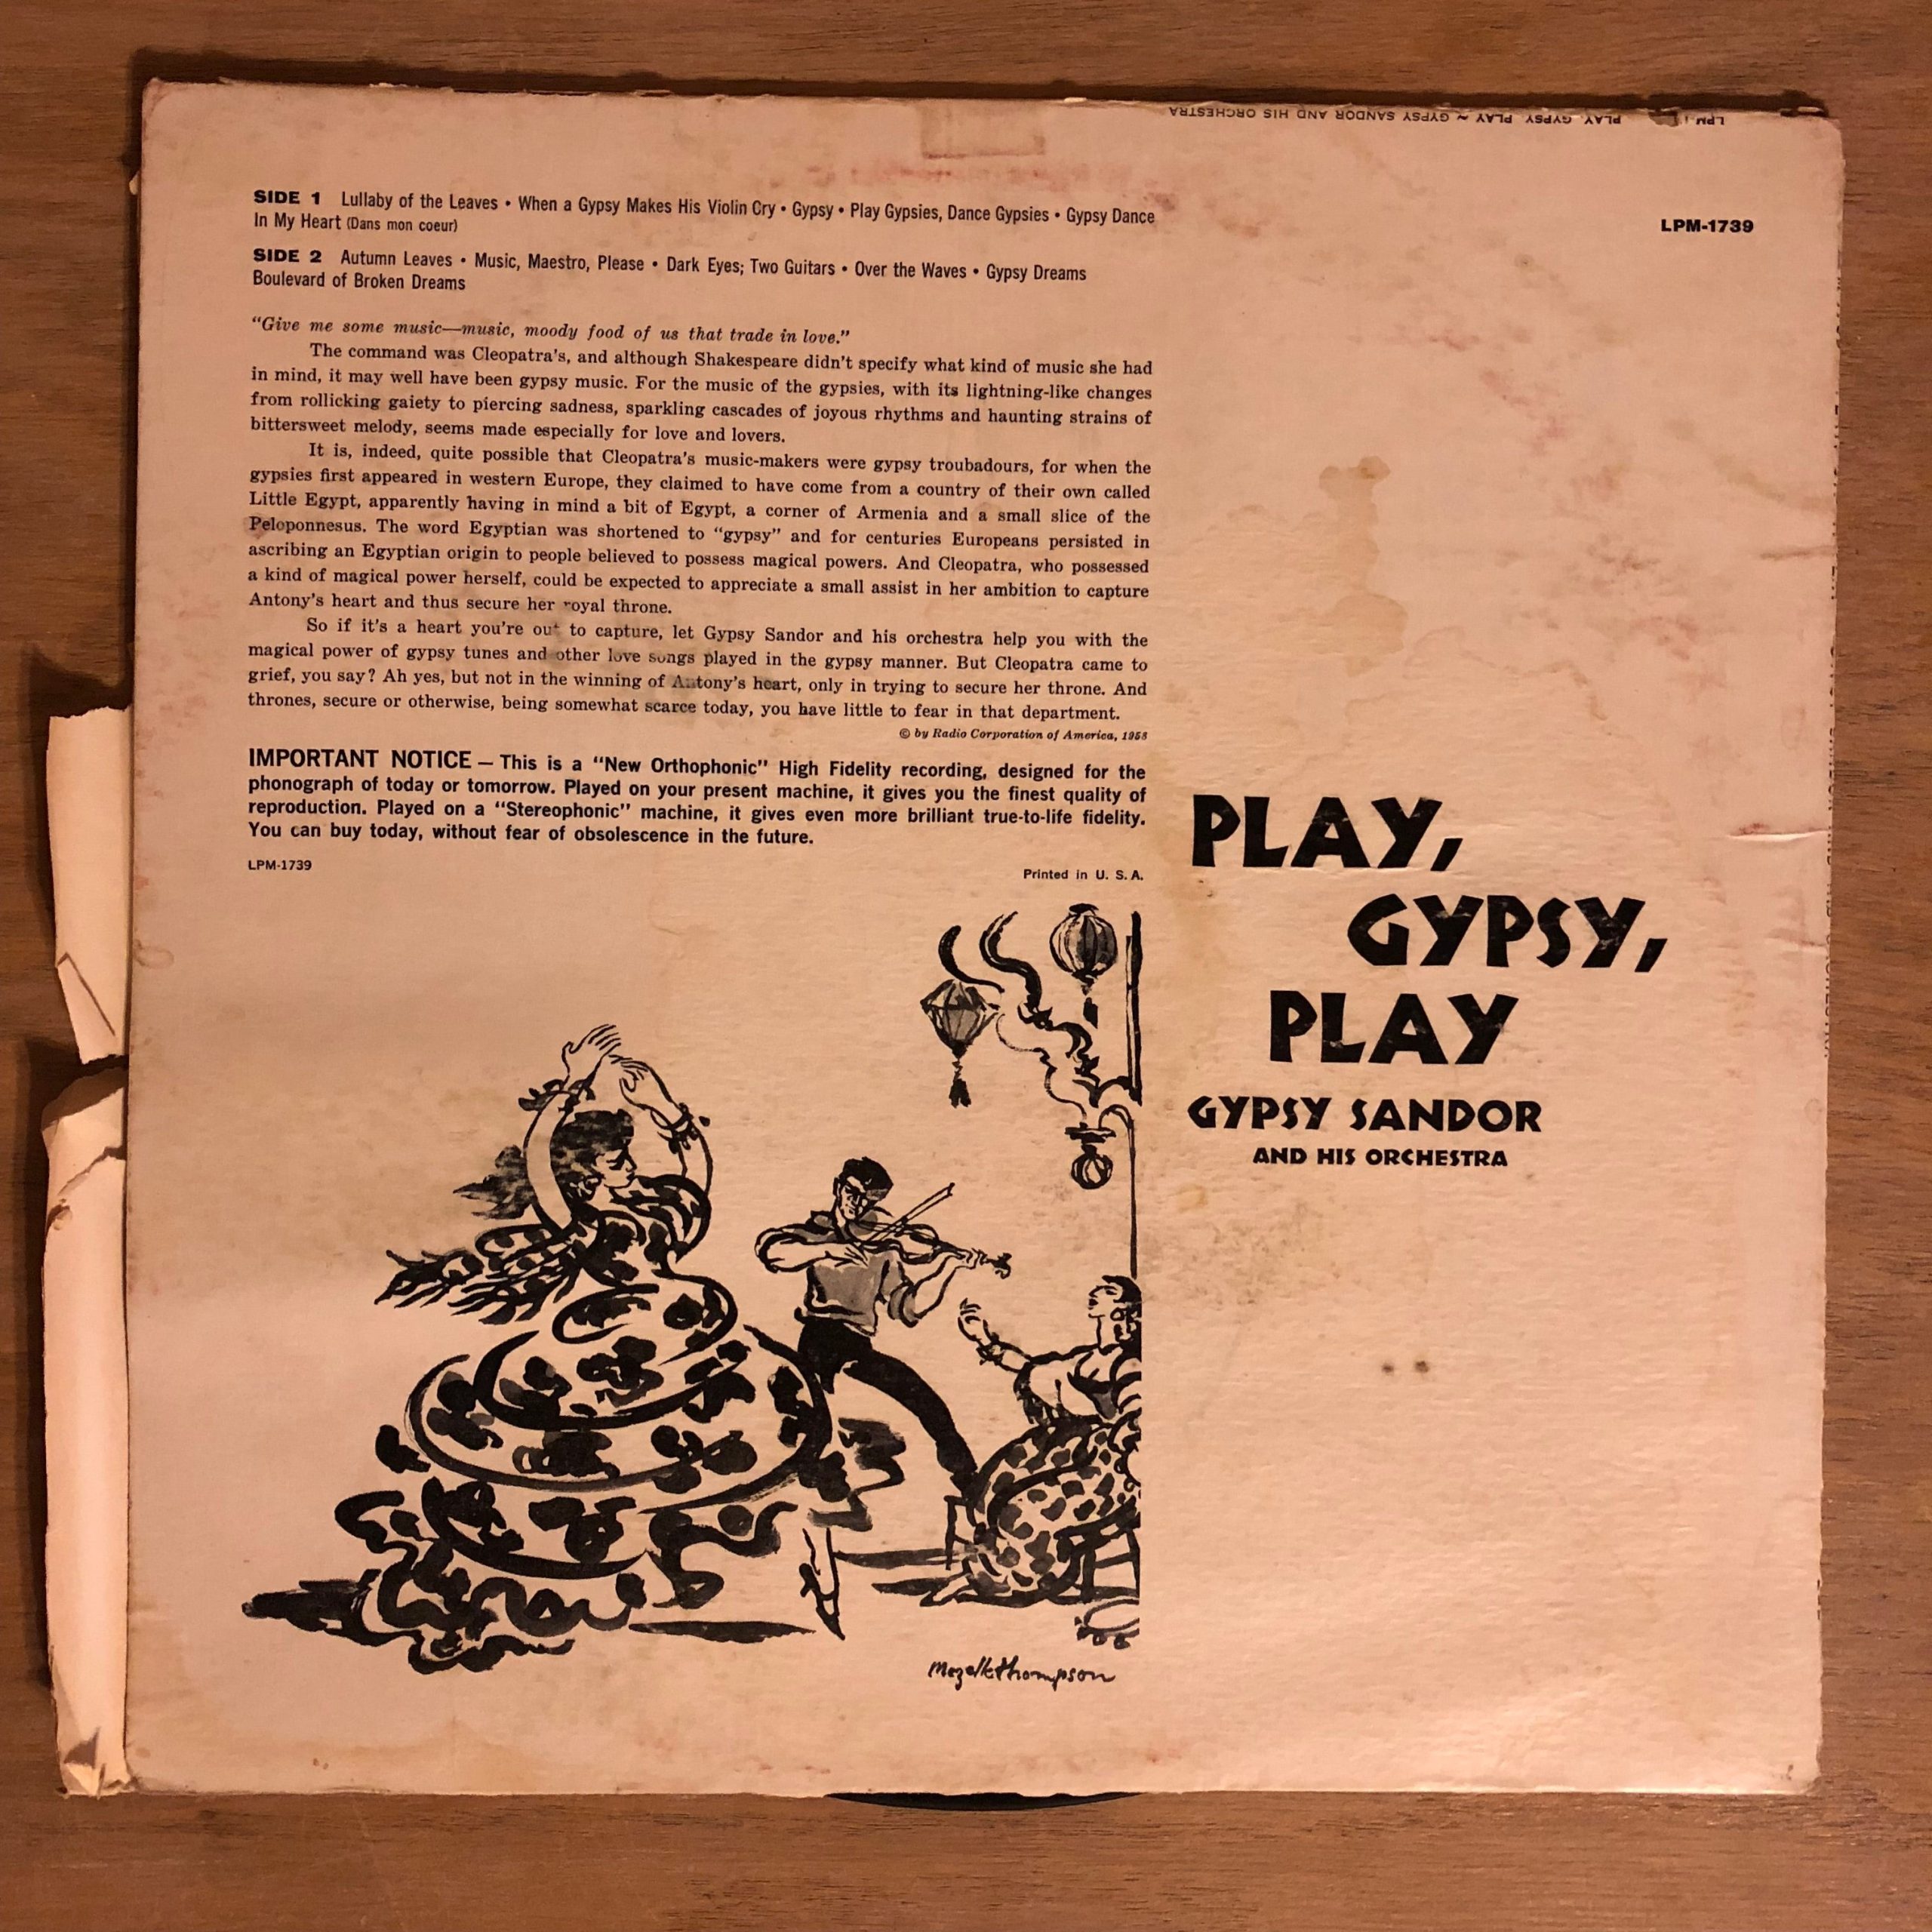 LPM-1 PLAY, GYPSY, PLAY ~ GYPSY SANDOR AND HIS ORCHESTRA
SIDE 1 Lullaby of the Leaves • When a Gypsy Makes His Violin Cry • Gypsy • Play Gypsies, Dance Gypsies • Gypsy Dance
In My Heart (Dans mon coeur)
LPM-1739
SIDE 2 Autumn Leaves • Music, Maestro, Please • Dark Eyes; Two Guitars • Over the Waves • Gypsy Dreams
Boulevard of Broken Dreams
"Give me some music—music, moody food of us that trade in love."
The command was Cleopatra's, and although Shakespeare didn't specify what kind of music she had
in mind, it may well have been gypsy music. For the music of the gypsies, with its lightning-like changes
from rollicking gaiety to piercing sadness, sparkling cascades of joyous rhythms and haunting strains of
bittersweet melody, seems made especially for love and lovers.
It is, indeed, quite possible that Cleopatra's music-makers were gypsy troubadours, for when the
gypsies first appeared in western Europe, they claimed to have come from a country of their own called
Little Egypt, apparently having in mind a bit of Egypt, a corner of Armenia and a small slice of the
Peloponnesus. The word Egyptian was shortened to "gypsy" and for centuries Europeans persisted in
ascribing an Egyptian origin to people believed to possess magical powers. And Cleopatra, who possessed
a kind of magical power herself, could be expected to appreciate a small assist in her ambition to capture
Antony's heart and thus secure her royal throne.
So if it's a heart you're out to capture, let Gypsy Sandor and his orchestra help you with the
magical power of gypsy tunes and other love songs played in the gypsy manner. But Cleopatra came to
grief, you say? Ah yes, but not in the winning of Antony's heart, only in trying to secure her throne. And
thrones, secure or otherwise, being somewhat scarce today, you have little to fear in that department.
© by Radio Corporation of America, 1958
IMPORTANT NOTICE — This is a "New Orthophonic" High Fidelity recording, designed for the
phonograph of today or tomorrow. Played on your present machine, it gives you the finest quality of
reproduction. Played on a "Stereophonic" machine, it gives even more brilliant true-to-life fidelity.
You can buy today, without fear of obsolescence in the future.
LPM-1739
Printed in U. S. A.
PLAY,
GYPSY,
PLAY
GYPSY SANDOR
AND HIS ORCHESTRA
Mozelle Thompson